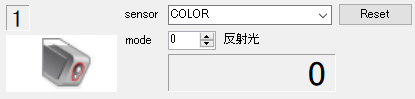 1 sensor COLOR Reset
mode 0 反射光
0